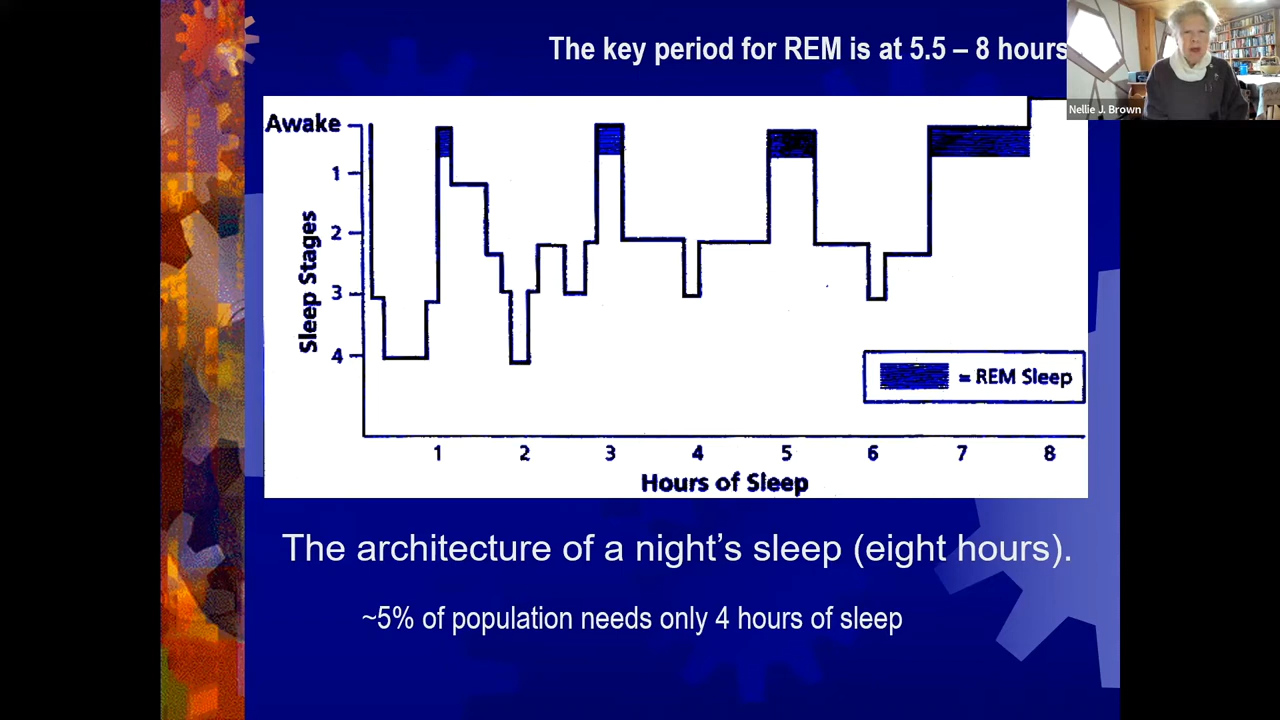 The key period for REM is at 5.5 – 8 hours
Nellie J. Brown
Awake
1
2
3
4
Sleep Stages
= REM Sleep
1 2 3 4 5 6 7 8
Hours of Sleep
The architecture of a night’s sleep (eight hours).
~5% of population needs only 4 hours of sleep